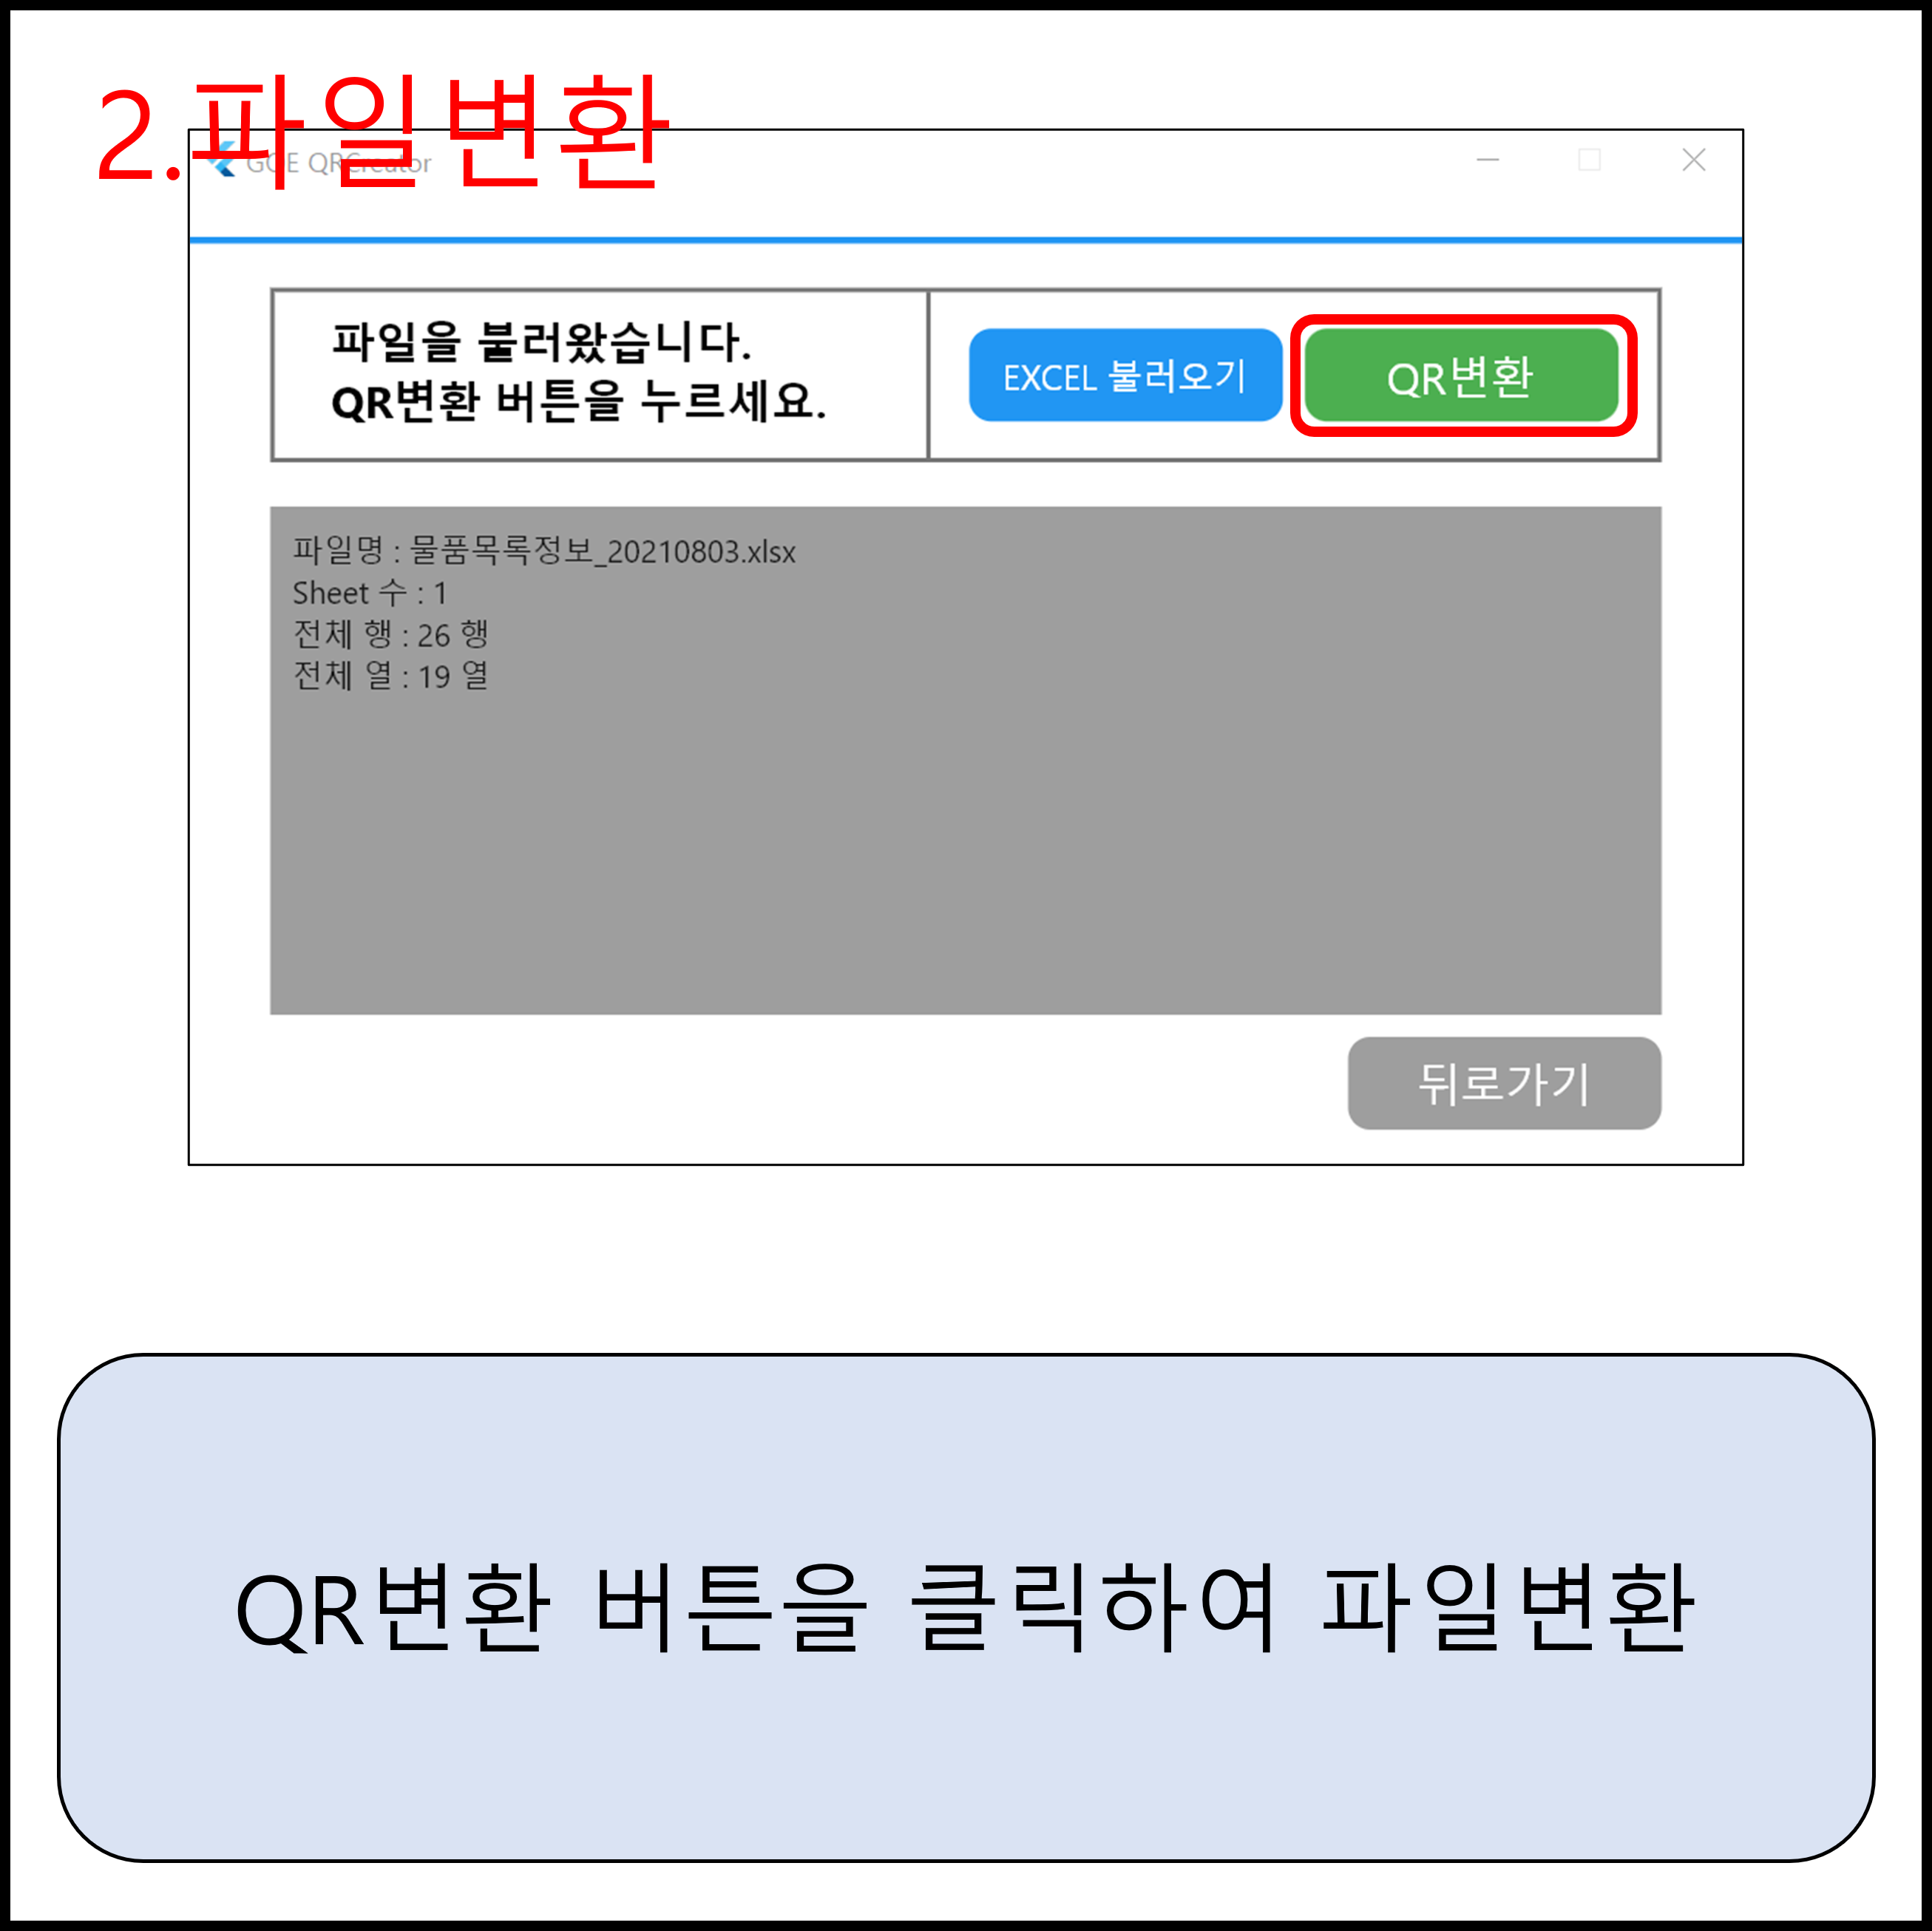 2.파일변환
GOE QRCreator
파일을 불러왔습니다.
QR변환 버튼을 누르세요.
EXCEL 불러오기
QR변환
파일명 : 물품목록정보_20210803.xlsx
Sheet 수 : 1
전체 행 : 26 행
전체 열 : 19 열
뒤로가기
QR변환 버튼을 클릭하여 파일변환